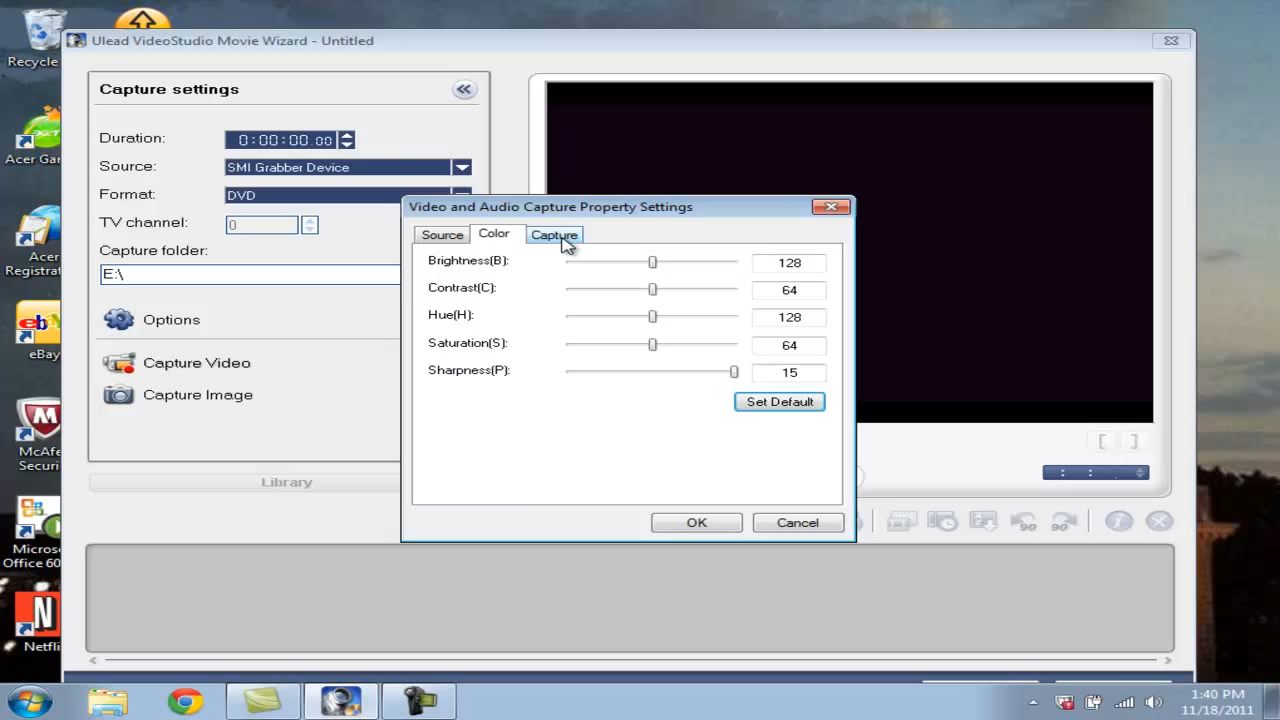 Recycle
Acer Gar
Acer
Registrat
eBay
McAfe
Securi
Micros
Office 60
Netfli
Ulead VideoStudio Movie Wizard - Untitled
Capture settings
Duration: 0:00:00.00
Source: SMI Grabber Device
Format: DVD
TV channel: 0
Capture folder:
E:\
Options
Capture Video
Capture Image
Library
Video and Audio Capture Property Settings
Source Color Capture
Brightness(B): 128
Contrast(C): 64
Hue(H): 128
Saturation(S): 64
Sharpness(P): 15
Set Default
OK Cancel
[ ]
: : .
90 90
1:40 PM
11/18/2011